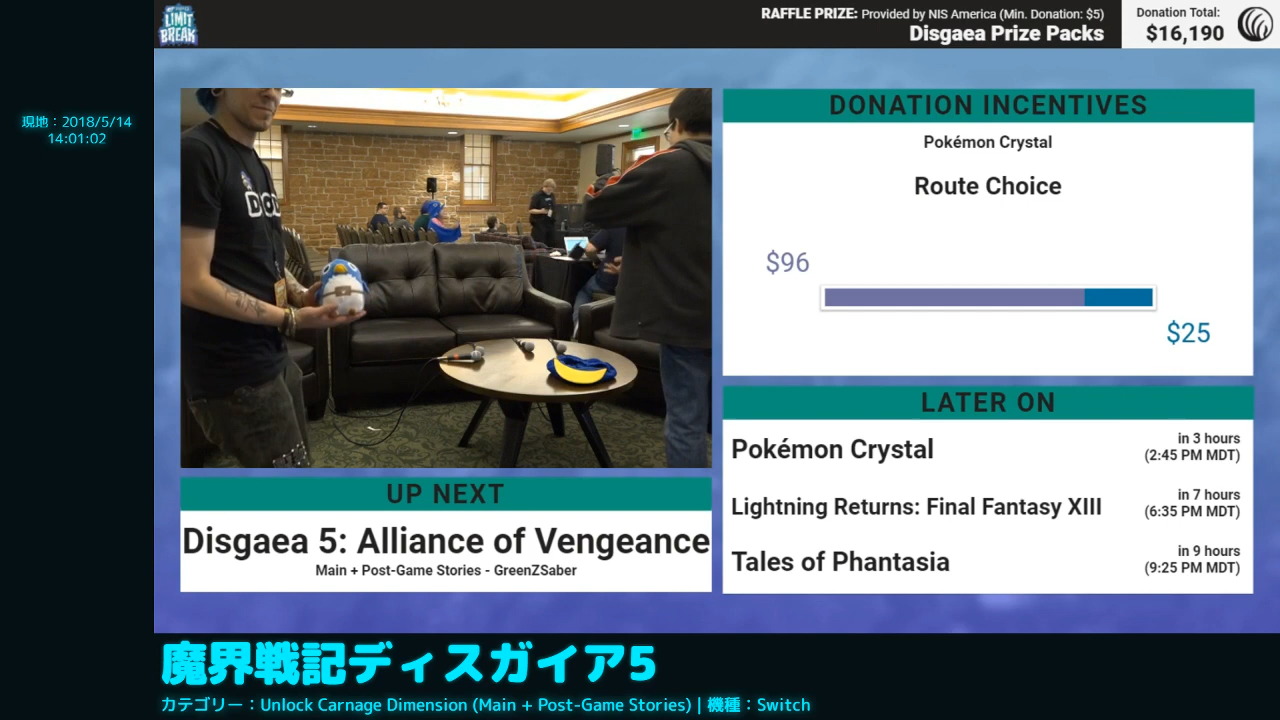 LIMIT
BREAK
RAFFLE PRIZE: Provided by NIS America (Min. Donation: $5)
Disgaea Prize Packs
Donation Total:
$16,190
現地：2018/5/14
14:01:02
DONATION INCENTIVES
Pokémon Crystal
Route Choice
$96
$25
LATER ON
Pokémon Crystal
in 3 hours
(2:45 PM MDT)
Lightning Returns: Final Fantasy XIII
in 7 hours
(6:35 PM MDT)
Tales of Phantasia
in 9 hours
(9:25 PM MDT)
UP NEXT
Disgaea 5: Alliance of Vengeance
Main + Post-Game Stories - GreenZSaber
魔界戦記ディスガイア5
カテゴリー：Unlock Carnage Dimension (Main + Post-Game Stories) | 機種：Switch